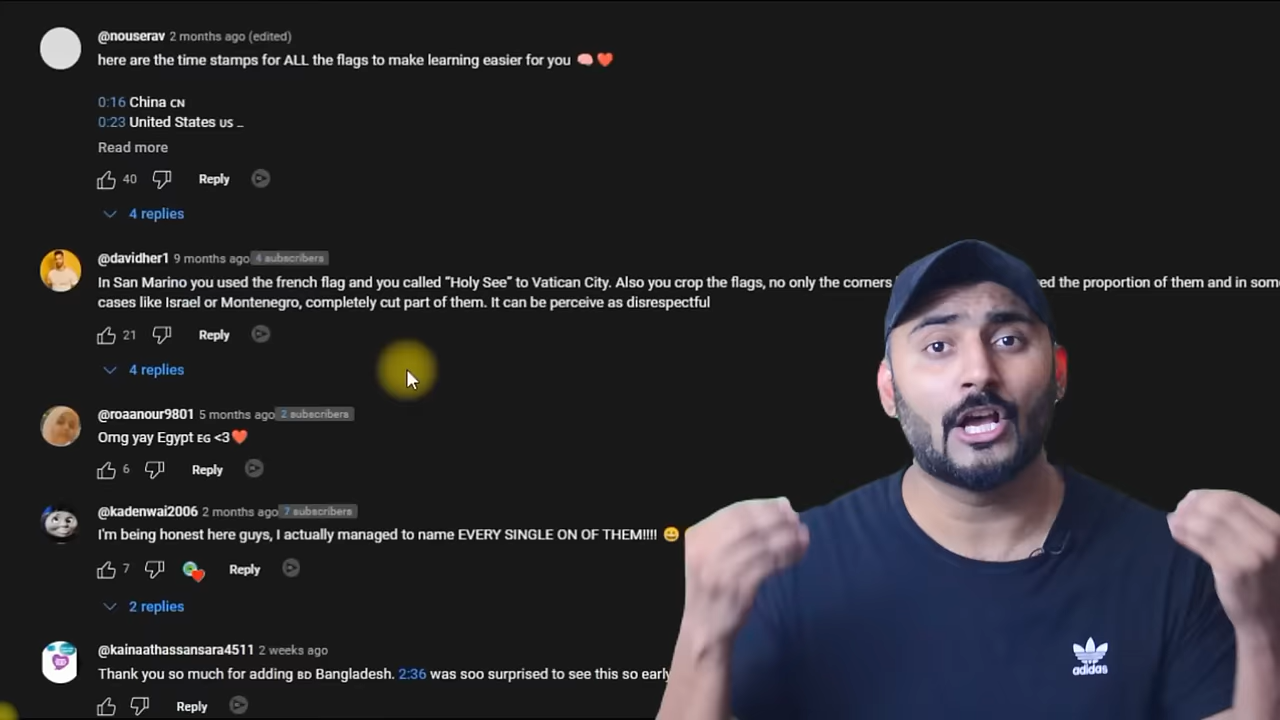 @nouserav 2 months ago (edited)
here are the time stamps for ALL the flags to make learning easier for you 🧠❤️
0:16 China CN
0:23 United States US _
Read more
40 Reply
4 replies
@davidher1 9 months ago 4 subscribers
In San Marino you used the french flag and you called "Holy See" to Vatican City. Also you crop the flags, no only the corners ed the proportion of them and in some
cases like Israel or Montenegro, completely cut part of them. It can be perceive as disrespectful
21 Reply
4 replies
@roaanour9801 5 months ago 2 subscribers
Omg yay Egypt EG <3❤️
6 Reply
@kadenwai2006 2 months ago 7 subscribers
I'm being honest here guys, I actually managed to name EVERY SINGLE ON OF THEM!!!! 😄
7 Reply
2 replies
@kainaathassansara4511 2 weeks ago
Thank you so much for adding BD Bangladesh. 2:36 was soo surprised to see this so early
Reply
adidas